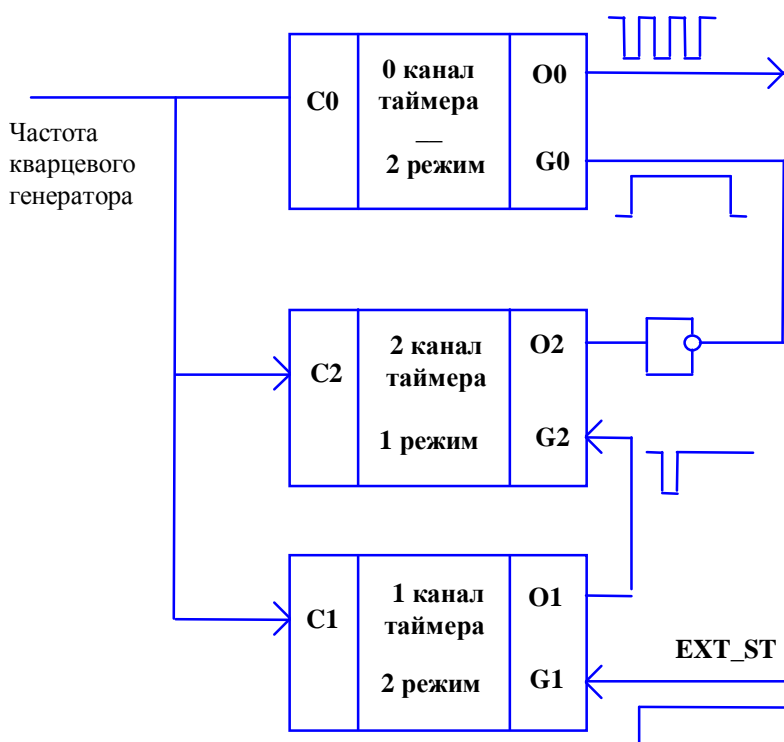 Частота
кварцевого
генератора
C0
0 канал
таймера
2 режим
O0
G0
C2
2 канал
таймера
1 режим
O2
G2
C1
1 канал
таймера
2 режим
O1
G1
EXT_ST